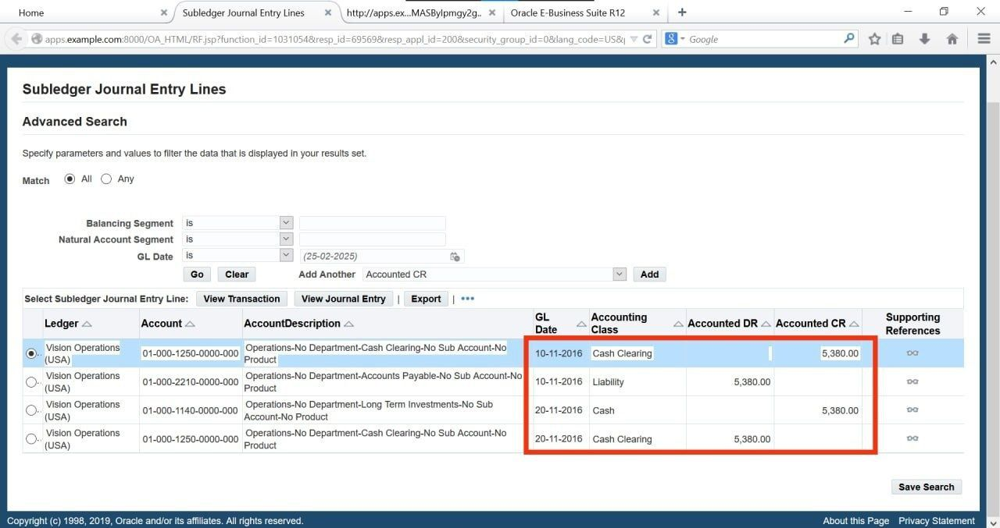 Home
Subledger Journal Entry Lines
http://apps.ex...MASBylpmgy2g..
Oracle E-Business Suite R12
apps.example.com:8000/OA_HTML/RF.jsp?function_id=1031054&resp_id=69569&resp_appl_id=200&security_group_id=0&lang_code=US&p
Google
Subledger Journal Entry Lines
Advanced Search
Specify parameters and values to filter the data that is displayed in your results set.
Match All Any
Balancing Segment is
Natural Account Segment is
GL Date is (25-02-2025)
Go Clear Add Another Accounted CR Add
Select Subledger Journal Entry Line: View Transaction View Journal Entry | Export | •••
Ledger Account AccountDescription GL Date Accounting Class Accounted DR Accounted CR Supporting References
Vision Operations (USA) 01-000-1250-0000-000 Operations-No Department-Cash Clearing-No Sub Account-No Product 10-11-2016 Cash Clearing 5,380.00
Vision Operations (USA) 01-000-2210-0000-000 Operations-No Department-Accounts Payable-No Sub Account-No Product 10-11-2016 Liability 5,380.00
Vision Operations (USA) 01-000-1140-0000-000 Operations-No Department-Long Term Investments-No Sub Account-No Product 20-11-2016 Cash 5,380.00
Vision Operations (USA) 01-000-1250-0000-000 Operations-No Department-Cash Clearing-No Sub Account-No Product 20-11-2016 Cash Clearing 5,380.00
Save Search
Copyright (c) 1998, 2019, Oracle and/or its affiliates. All rights reserved.
About this Page Privacy Statement